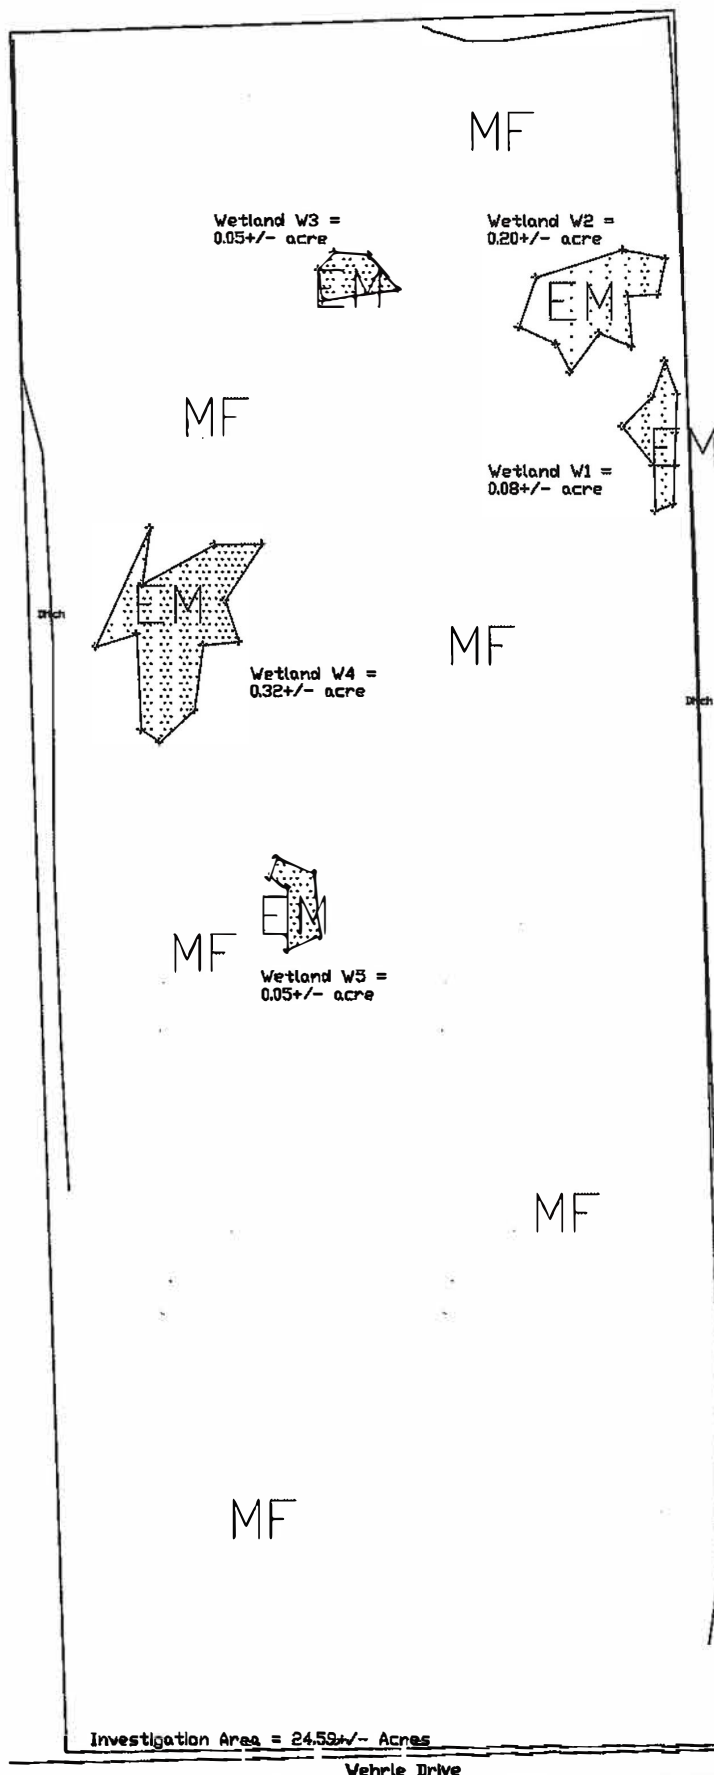 MF
Wetland W3 =
0.05+/- acre
Wetland W2 =
0.20+/- acre
EM
EM
MF
EM
Wetland W1 =
0.08+/- acre
EM
Ditch
MF
Wetland W4 =
0.32+/- acre
Ditch
EM
MF
Wetland W5 =
0.05+/- acre
MF
MF
Investigation Area = 24.59+/- Acres
Wehrle Drive